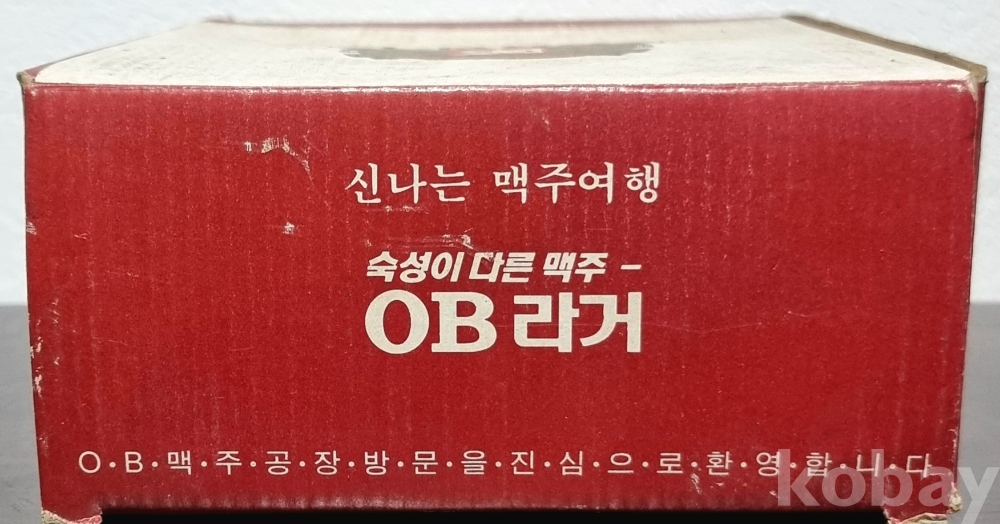 신나는 맥주여행
숙성이 다른 맥주 –
OB 라거
O·B·맥·주·공·장·방·문·을·진·심·으·로·환·영·합·니·다
kobay